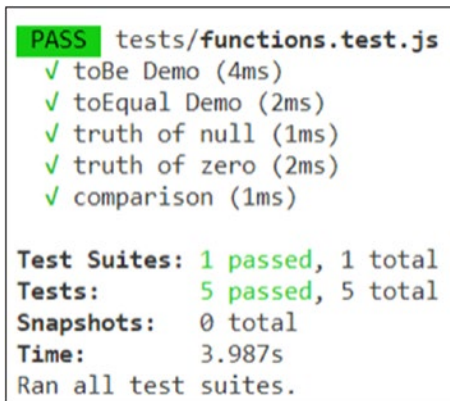 PASS tests/functions.test.js
√ toBe Demo (4ms)
√ toEqual Demo (2ms)
√ truth of null (1ms)
√ truth of zero (2ms)
√ comparison (1ms)
Test Suites: 1 passed, 1 total
Tests: 5 passed, 5 total
Snapshots: 0 total
Time: 3.987s
Ran all test suites.